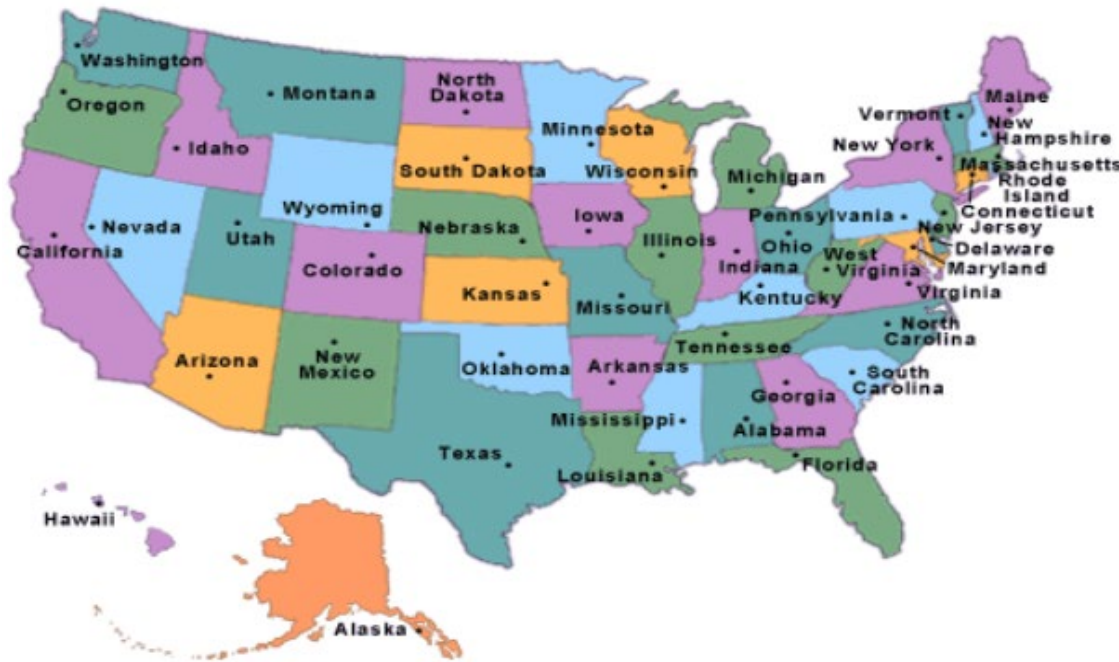 Washington
Oregon
Montana
Idaho
North
Dakota
South Dakota
Minnesota
Wisconsin
Michigan
Vermont
Maine
New
Hampshire
New York
Massachusetts
Rhode
Island
Connecticut
New Jersey
Delaware
Maryland
Pennsylvania
Ohio
West
Virginia
Virginia
Wyoming
Nebraska
Iowa
Illinois
Indiana
Nevada
Utah
California
Colorado
Kansas
Missouri
Kentucky
Arizona
New
Mexico
Oklahoma
Arkansas
Tennessee
North
Carolina
South
Carolina
Georgia
Alabama
Mississippi
Texas
Louisiana
Florida
Hawaii
Alaska